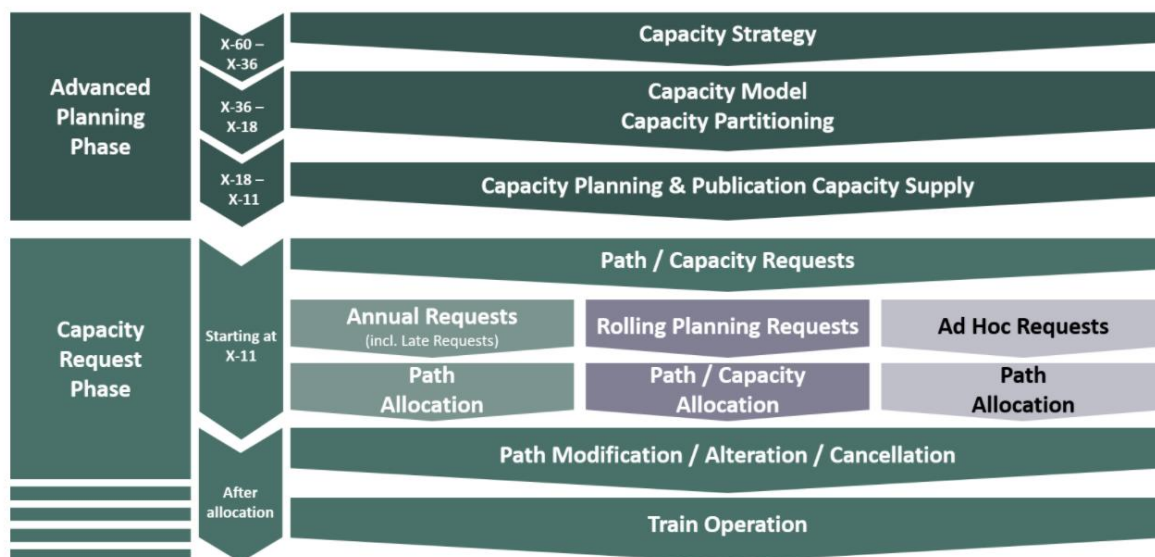 Advanced
Planning
Phase
X-60 –
X-36
Capacity Strategy
X-36 –
X-18
Capacity Model
Capacity Partitioning
X-18 –
X-11
Capacity Planning & Publication Capacity Supply
Capacity
Request
Phase
Starting at
X-11
Path / Capacity Requests
Annual Requests
(incl. Late Requests)
Rolling Planning Requests
Ad Hoc Requests
Path
Allocation
Path / Capacity
Allocation
Path
Allocation
After
allocation
Path Modification / Alteration / Cancellation
Train Operation